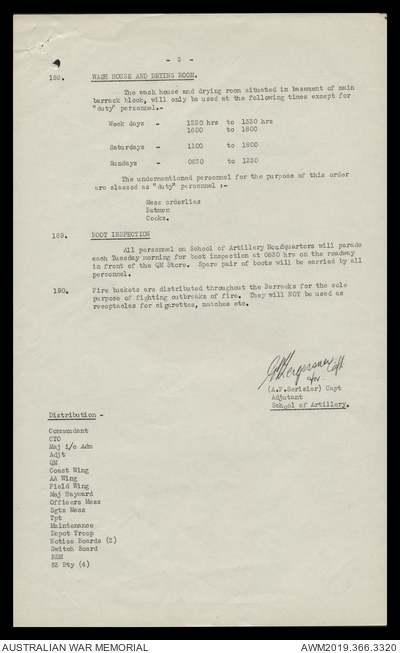 - 2 -
188. WASH HOUSE AND DRYING ROOM.
The wash house and drying room situated in basement of main
barrack block, will only be used at the following times except for
"duty" personnel.-
Week days - 1230 hrs to 1330 hrs
1600 to 1800
Saturdays - 1100 to 1800
Sundays - 0630 to 1230
The undermentioned personnel for the purpose of this order
are classed as "duty" personnel :-
Mess orderlies
Batmen
Cooks.
189. BOOT INSPECTION
All personnel on School of Artillery Headquarters will parade
each Tuesday morning for boot inspection at 0830 hrs on the roadway
in front of the QM Store. Spare pair of boots will be carried by all
personnel.
190. Fire buckets are distributed throughout the Barracks for the sole
purpose of fighting outbreaks of fire. They will NOT be used as
receptacles for cigarettes, matches etc.
Capt
for
(A.F.Scrizier) Capt
Adjutant
School of Artillery.
Distribution -
Commandant
CTO
Maj i/c Adm
Adjt
QM
Coast Wing
AA Wing
Field Wing
Maj Hayward
Officers Mess
Sgts Mess
Tpt
Maintenance
Depot Troop
Notice Boards (2)
Switch Board
RSM
53 Bty (4)
AUSTRALIAN WAR MEMORIAL
AWM2019.366.3320